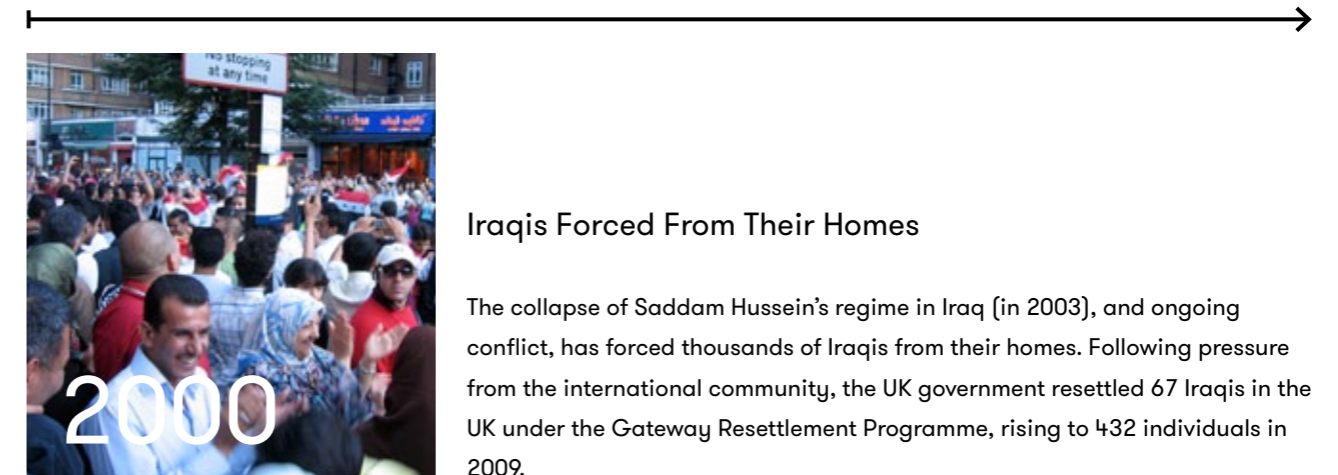 No stopping
at any time
2000
Iraqis Forced From Their Homes
The collapse of Saddam Hussein’s regime in Iraq (in 2003), and ongoing
conflict, has forced thousands of Iraqis from their homes. Following pressure
from the international community, the UK government resettled 67 Iraqis in the
UK under the Gateway Resettlement Programme, rising to 432 individuals in
2009.